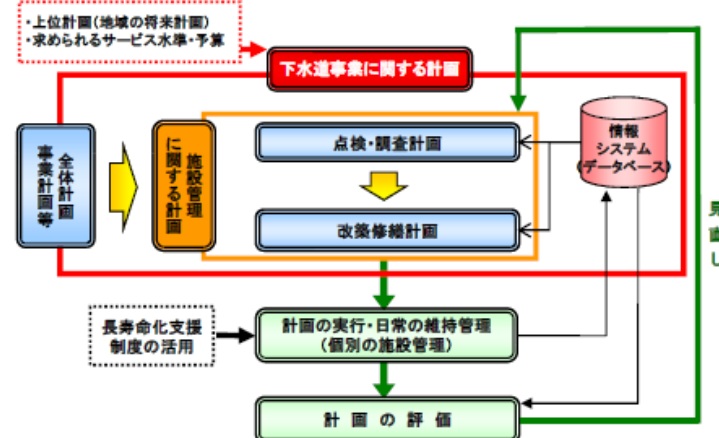 ・上位計画(地域の将来計画)
・求められるサービス水準・予算
下水道事業に関する計画
全体計画
事業計画等
施設管理
に関する計画
点検・調査計画
改築修繕計画
情報
システム
(データベース)
見
直
し
長寿命化支援
制度の活用
計画の実行・日常の維持管理
(個別の施設管理)
計画の評価